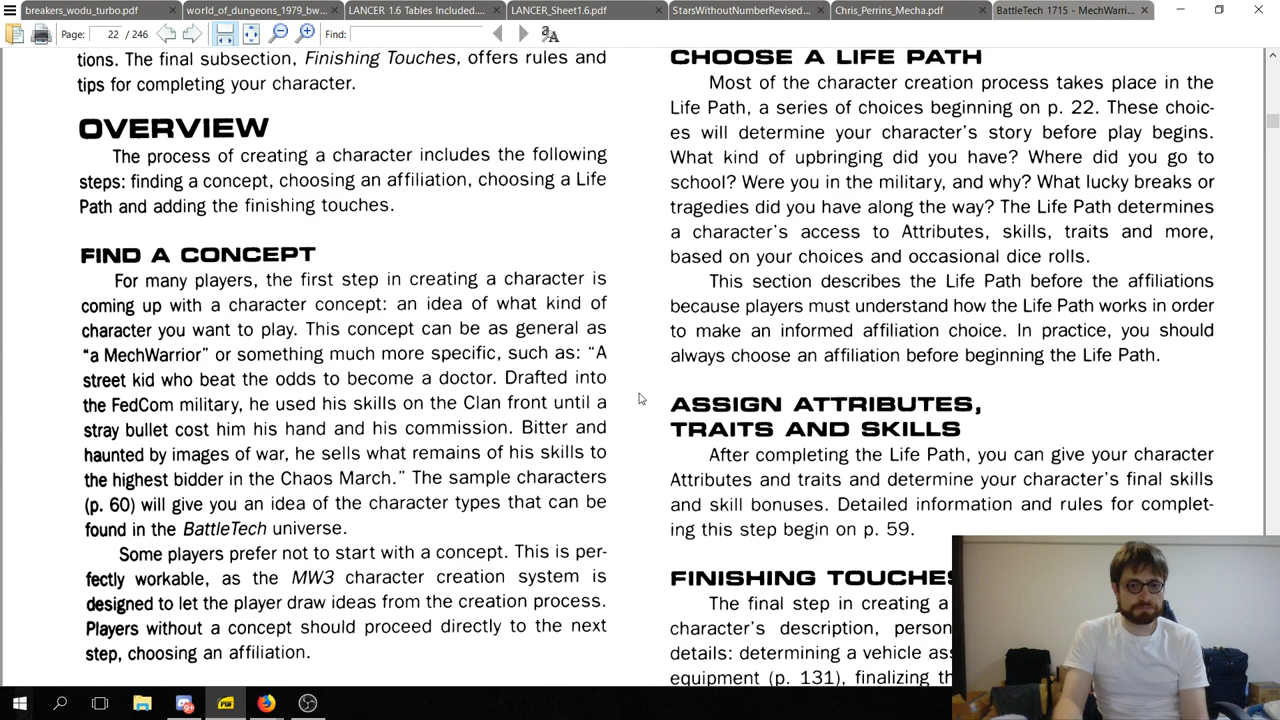 breakers_wodu_turbo.pdf
world_of_dungeons_1979_bw...
LANCER 1.6 Tables Included....
LANCER_Sheet1.6.pdf
StarsWithoutNumberRevised...
Chris_Perrins_Mecha.pdf
BattleTech 1715 - MechWarri...
Page: 22 / 246
Find:
tions. The final subsection, Finishing Touches, offers rules and
tips for completing your character.
OVERVIEW
The process of creating a character includes the following
steps: finding a concept, choosing an affiliation, choosing a Life
Path and adding the finishing touches.
FIND A CONCEPT
For many players, the first step in creating a character is
coming up with a character concept: an idea of what kind of
character you want to play. This concept can be as general as
“a MechWarrior” or something much more specific, such as: “A
street kid who beat the odds to become a doctor. Drafted into
the FedCom military, he used his skills on the Clan front until a
stray bullet cost him his hand and his commission. Bitter and
haunted by images of war, he sells what remains of his skills to
the highest bidder in the Chaos March.” The sample characters
(p. 60) will give you an idea of the character types that can be
found in the BattleTech universe.
Some players prefer not to start with a concept. This is per-
fectly workable, as the MW3 character creation system is
designed to let the player draw ideas from the creation process.
Players without a concept should proceed directly to the next
step, choosing an affiliation.
CHOOSE A LIFE PATH
Most of the character creation process takes place in the
Life Path, a series of choices beginning on p. 22. These choic-
es will determine your character’s story before play begins.
What kind of upbringing did you have? Where did you go to
school? Were you in the military, and why? What lucky breaks or
tragedies did you have along the way? The Life Path determines
a character’s access to Attributes, skills, traits and more,
based on your choices and occasional dice rolls.
This section describes the Life Path before the affiliations
because players must understand how the Life Path works in order
to make an informed affiliation choice. In practice, you should
always choose an affiliation before beginning the Life Path.
ASSIGN ATTRIBUTES,
TRAITS AND SKILLS
After completing the Life Path, you can give your character
Attributes and traits and determine your character’s final skills
and skill bonuses. Detailed information and rules for complet-
ing this step begin on p. 59.
FINISHING TOUCHES
The final step in creating a
character’s description, person
details: determining a vehicle ass
equipment (p. 131), finalizing th